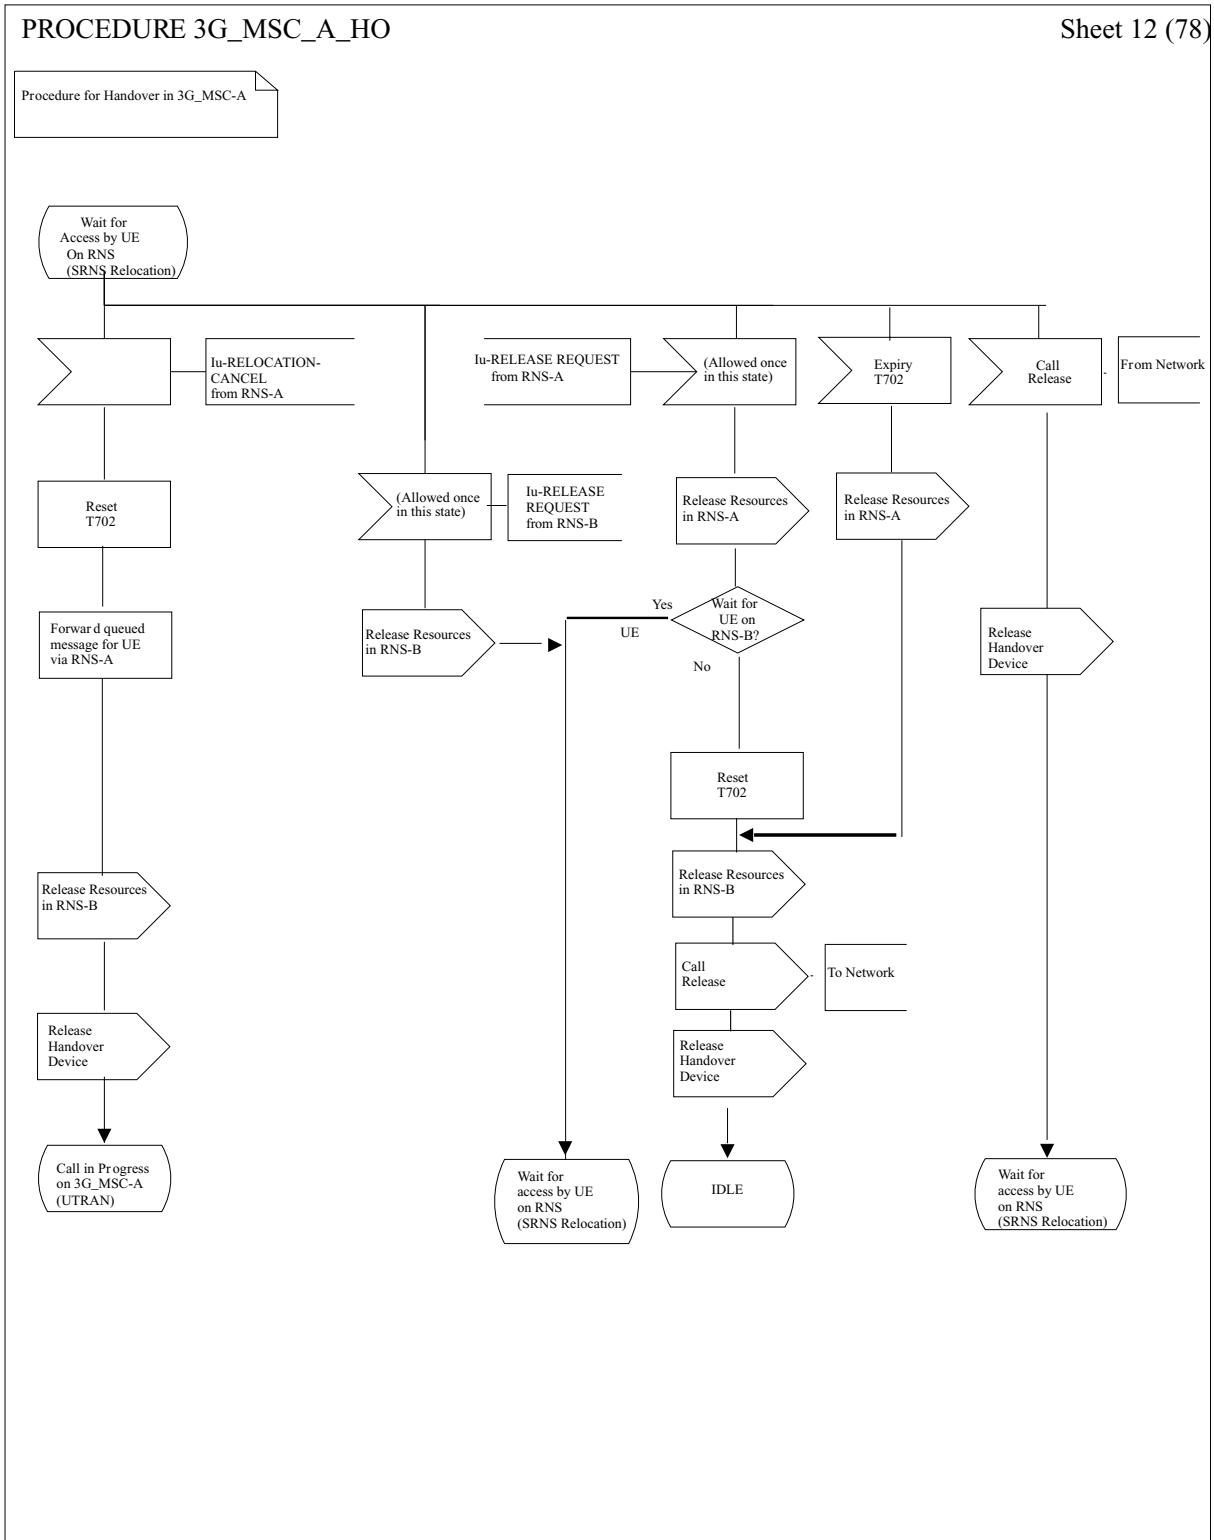 PROCEDURE 3G_MSC_A_HO
Sheet 12 (78)
Procedure for Handover in 3G_MSC-A
Wait for
Access by UE
On RNS
(SRNS Relocation)
Iu-RELOCATION-
CANCEL
from RNS-A
Iu-RELEASE REQUEST
from RNS-A
(Allowed once
in this state)
Expiry
T702
Call
Release
From Network
Reset
T702
(Allowed once
in this state)
Iu-RELEASE
REQUEST
from RNS-B
Release Resources
in RNS-A
Release Resources
in RNS-A
Forward queued
message for UE
via RNS-A
Release Resources
in RNS-B
Yes
UE
Wait for
UE on
RNS-B?
No
Release
Handover
Device
Reset
T702
Release Resources
in RNS-B
Release Resources
in RNS-B
Call
Release
To Network
Release
Handover
Device
Release
Handover
Device
Call in Progress
on 3G_MSC-A
(UTRAN)
Wait for
access by UE
on RNS
(SRNS Relocation)
IDLE
Wait for
access by UE
on RNS
(SRNS Relocation)